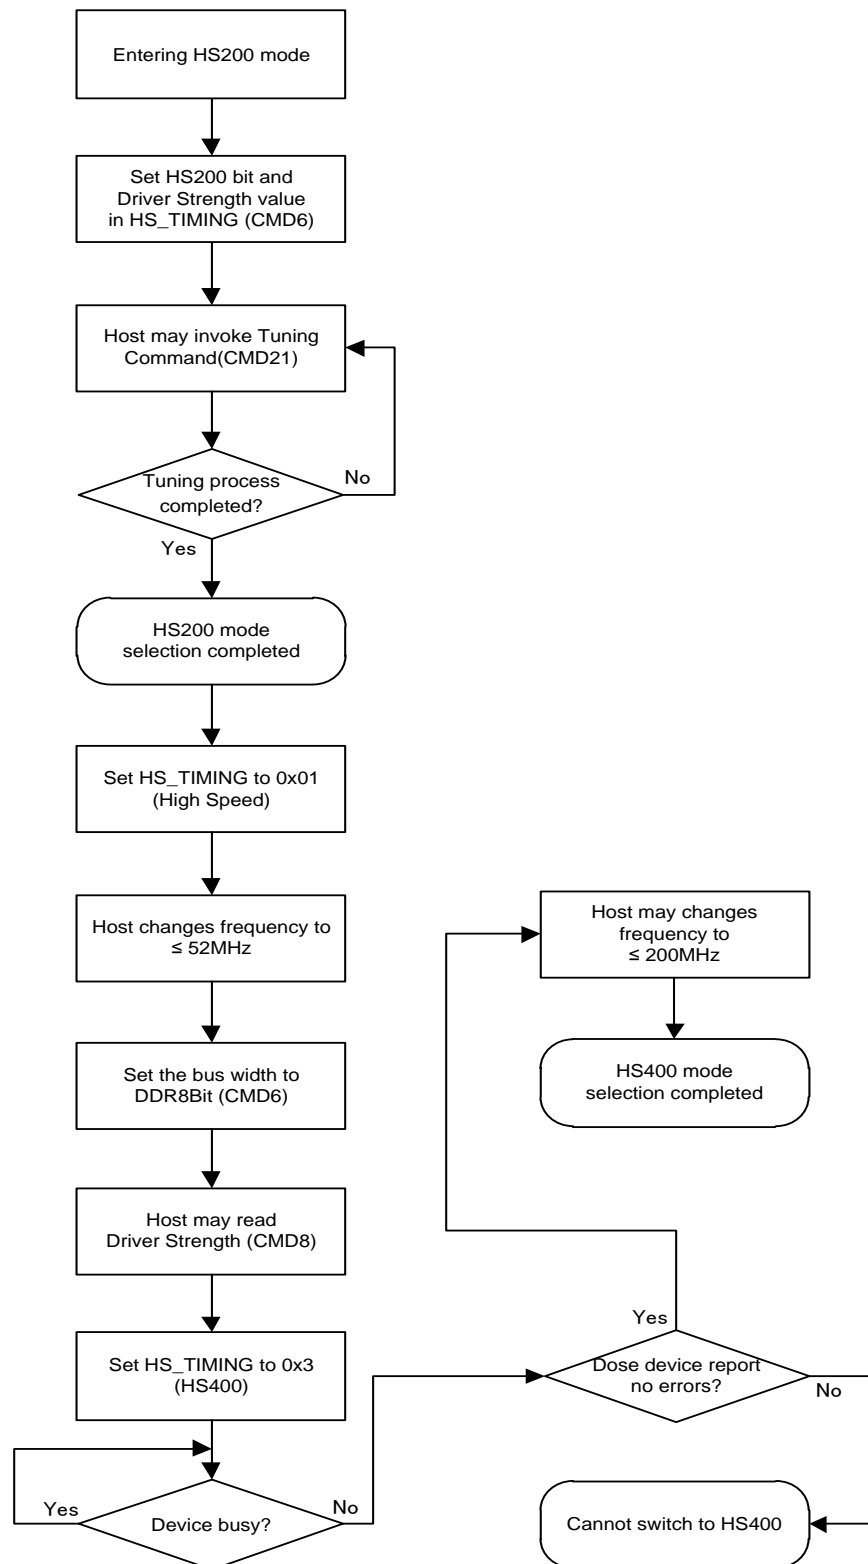 Entering HS200 mode
Set HS200 bit and
Driver Strength value
in HS_TIMING (CMD6)
Host may invoke Tuning
Command(CMD21)
Tuning process
completed?
No
Yes
HS200 mode
selection completed
Set HS_TIMING to 0x01
(High Speed)
Host changes frequency to
≤ 52MHz
Set the bus width to
DDR8Bit (CMD6)
Host may read
Driver Strength (CMD8)
Set HS_TIMING to 0x3
(HS400)
Device busy?
Yes
No
Dose device report
no errors?
Yes
No
Host may changes
frequency to
≤ 200MHz
HS400 mode
selection completed
Cannot switch to HS400